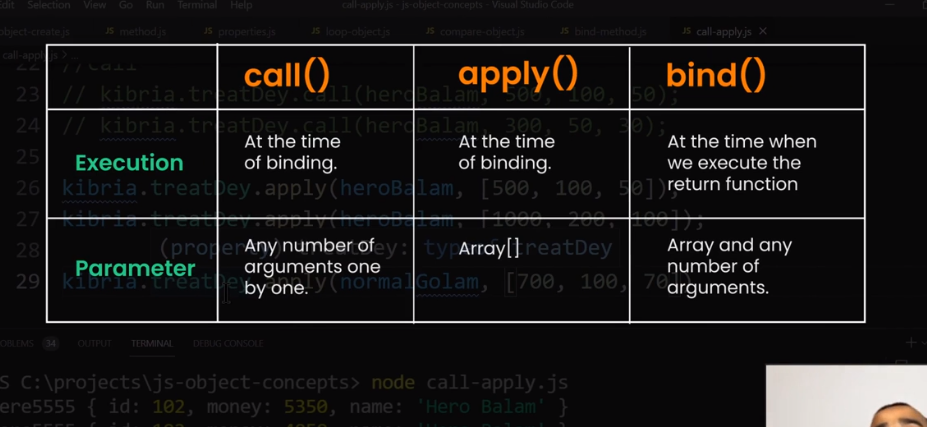 Edit Selection View Go Run Terminal Help
call-apply.js - js-object-concepts - Visual Studio Code
object-create.js JS method.js JS properties.js JS loop-object.js JS compare-object.js JS bind-method.js JS call-apply.js ×
call-apply.js > ...
call() apply() bind()
23 // kibria.treatDey.call(heroBalam, 500, 100, 50);
24 // kibria.treatDey.call(heroBalam, 300, 50, 30);
25
Execution
At the time
of binding.
At the time
of binding.
At the time when
we execute the
return function
26 kibria.treatDey.apply(heroBalam, [500, 100, 50]);
27 kibria.treatDey.apply(heroBalam, [1000, 200, 100]);
28 (property) treatDey:
Parameter
Any number of
arguments one
by one.
Array[]
Array and any
number of
arguments.
29 kibria.treatDey.apply(normalGolam, [700, 100, 70])
PROBLEMS 34 OUTPUT TERMINAL DEBUG CONSOLE
PS C:\projects\js-object-concepts> node call-apply.js
here5555 { id: 102, money: 5350, name: 'Hero Balam' }